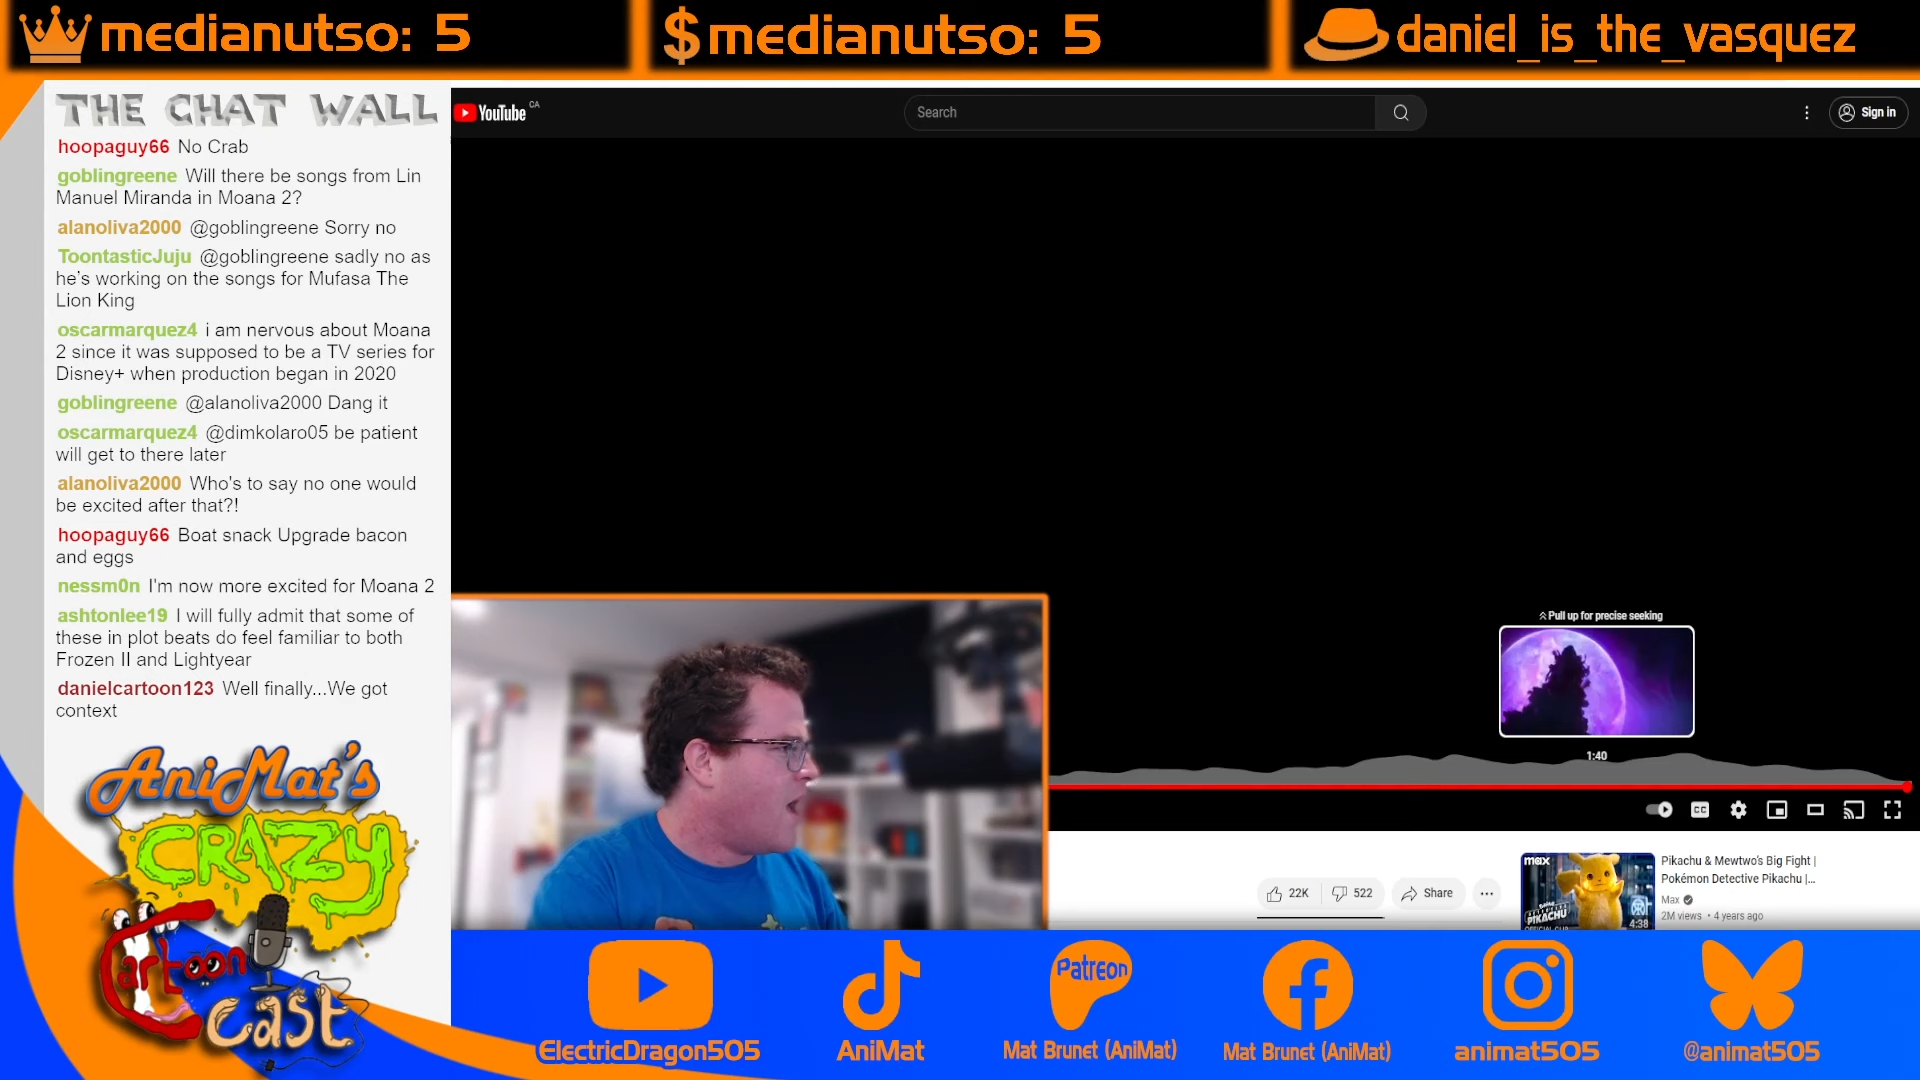 medianutso: 5
$ medianutso: 5
daniel_is_the_vasquez
THE CHAT WALL
hoopaguy66 No Crab
goblingreene Will there be songs from Lin
Manuel Miranda in Moana 2?
alanoliva2000 @goblingreene Sorry no
ToontasticJuju @goblingreene sadly no as
he's working on the songs for Mufasa The
Lion King
oscarmarquez4 i am nervous about Moana
2 since it was supposed to be a TV series for
Disney+ when production began in 2020
goblingreene @alanoliva2000 Dang it
oscarmarquez4 @dimkolaro05 be patient
will get to there later
alanoliva2000 Who's to say no one would
be excited after that?!
hoopaguy66 Boat snack Upgrade bacon
and eggs
nessm0n I'm now more excited for Moana 2
ashtonlee19 I will fully admit that some of
these in plot beats do feel familiar to both
Frozen II and Lightyear
danielcartoon123 Well finally...We got
context
AniMat's
CRAZY
Cartoon
Cast
YouTube CA
Search
Sign in
Pull up for precise seeking
1:40
CC
22K
522
Share
max
PIKACHU
4:38
Pikachu & Mewtwo's Big Fight |
Pokémon Detective Pikachu |...
Max
2M views • 4 years ago
ElectricDragon505
AniMat
Patreon
Mat Brunet (AniMat)
Mat Brunet (AniMat)
animat505
@animat505